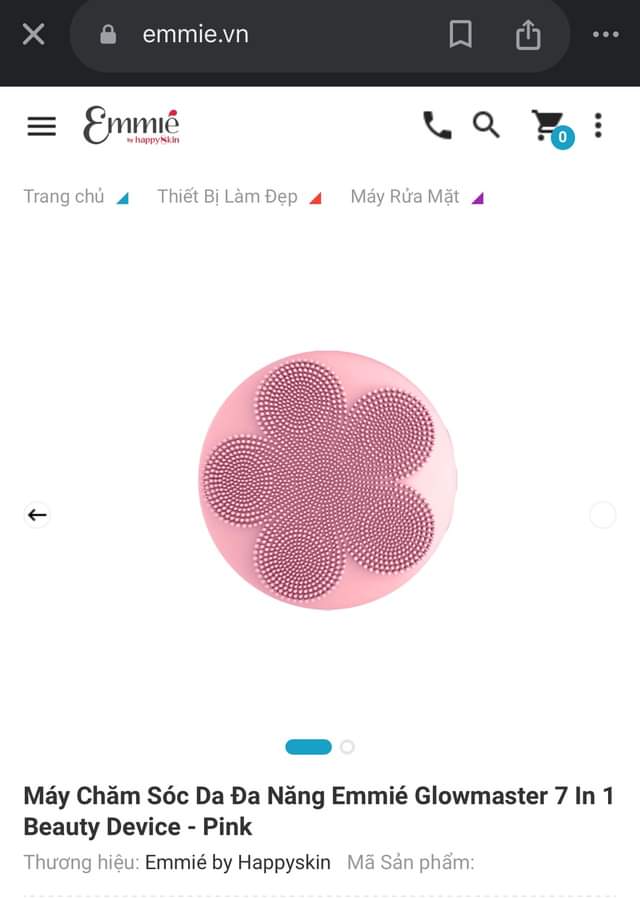 emmie.vn
Emmié
by happySkin
0
Trang chủ Thiết Bị Làm Đẹp Máy Rửa Mặt
Máy Chăm Sóc Da Đa Năng Emmié Glowmaster 7 In 1
Beauty Device - Pink
Thương hiệu: Emmié by Happyskin Mã Sản phẩm: